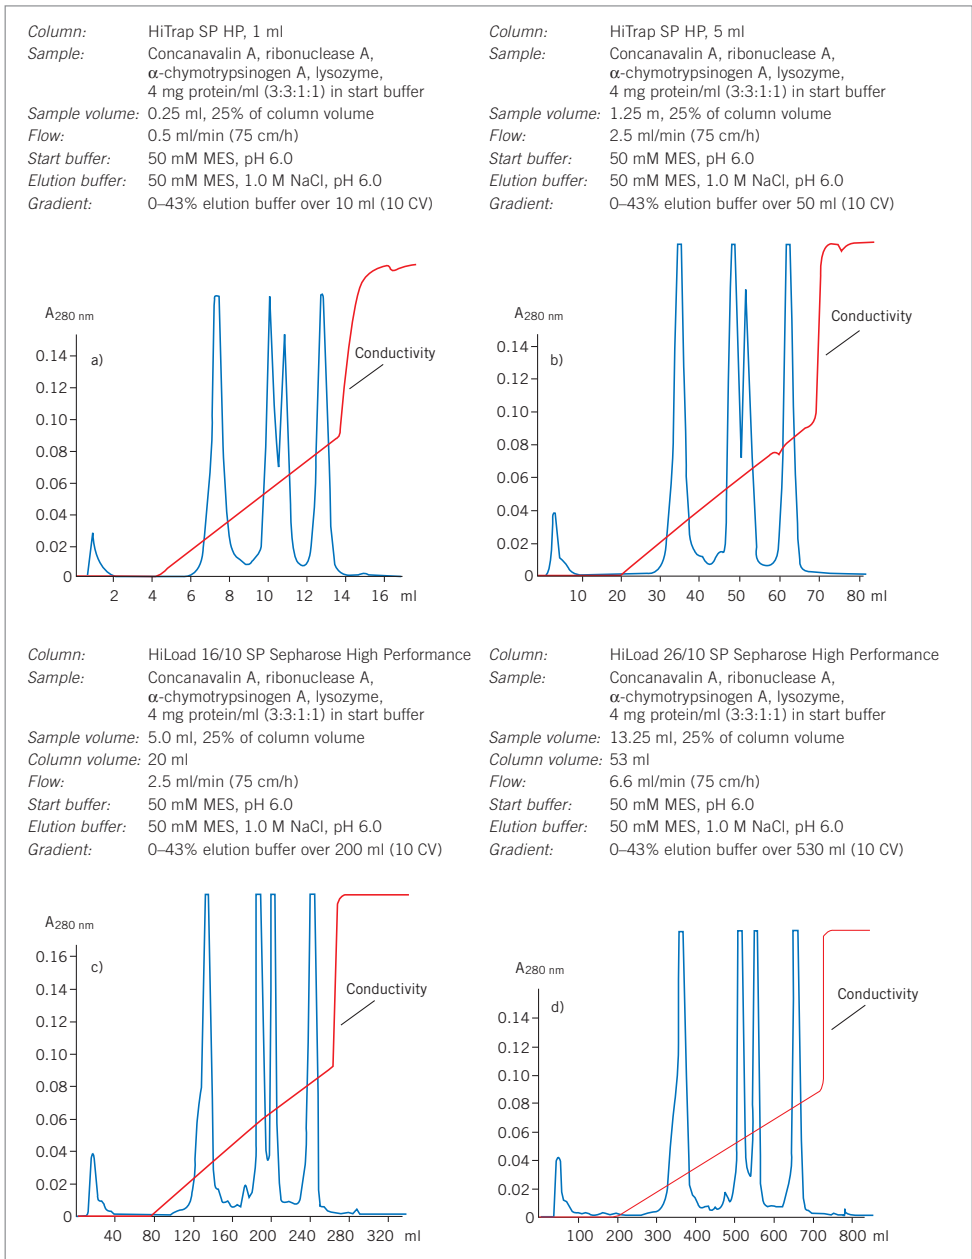 Column: HiTrap SP HP, 1 ml
Sample: Concanavalin A, ribonuclease A,
α-chymotrypsinogen A, lysozyme,
4 mg protein/ml (3:3:1:1) in start buffer
Sample volume: 0.25 ml, 25% of column volume
Flow: 0.5 ml/min (75 cm/h)
Start buffer: 50 mM MES, pH 6.0
Elution buffer: 50 mM MES, 1.0 M NaCl, pH 6.0
Gradient: 0–43% elution buffer over 10 ml (10 CV)
A280 nm
0.14
0.12
0.10
0.08
0.06
0.04
0.02
0
a)
Conductivity
2 4 6 8 10 12 14 16 ml
Column: HiTrap SP HP, 5 ml
Sample: Concanavalin A, ribonuclease A,
α-chymotrypsinogen A, lysozyme,
4 mg protein/ml (3:3:1:1) in start buffer
Sample volume: 1.25 m, 25% of column volume
Flow: 2.5 ml/min (75 cm/h)
Start buffer: 50 mM MES, pH 6.0
Elution buffer: 50 mM MES, 1.0 M NaCl, pH 6.0
Gradient: 0–43% elution buffer over 50 ml (10 CV)
A280 nm
0.14
0.12
0.10
0.08
0.06
0.04
0.02
0
b)
Conductivity
10 20 30 40 50 60 70 80 ml
Column: HiLoad 16/10 SP Sepharose High Performance
Sample: Concanavalin A, ribonuclease A,
α-chymotrypsinogen A, lysozyme,
4 mg protein/ml (3:3:1:1) in start buffer
Sample volume: 5.0 ml, 25% of column volume
Column volume: 20 ml
Flow: 2.5 ml/min (75 cm/h)
Start buffer: 50 mM MES, pH 6.0
Elution buffer: 50 mM MES, 1.0 M NaCl, pH 6.0
Gradient: 0–43% elution buffer over 200 ml (10 CV)
A280 nm
0.16
0.14
0.12
0.10
0.08
0.06
0.04
0.02
0
c)
Conductivity
40 80 120 160 200 240 280 320 ml
Column: HiLoad 26/10 SP Sepharose High Performance
Sample: Concanavalin A, ribonuclease A,
α-chymotrypsinogen A, lysozyme,
4 mg protein/ml (3:3:1:1) in start buffer
Sample volume: 13.25 ml, 25% of column volume
Column volume: 53 ml
Flow: 6.6 ml/min (75 cm/h)
Start buffer: 50 mM MES, pH 6.0
Elution buffer: 50 mM MES, 1.0 M NaCl, pH 6.0
Gradient: 0–43% elution buffer over 530 ml (10 CV)
A280 nm
0.14
0.12
0.10
0.08
0.06
0.04
0.02
0
d)
Conductivity
100 200 300 400 500 600 700 800 ml